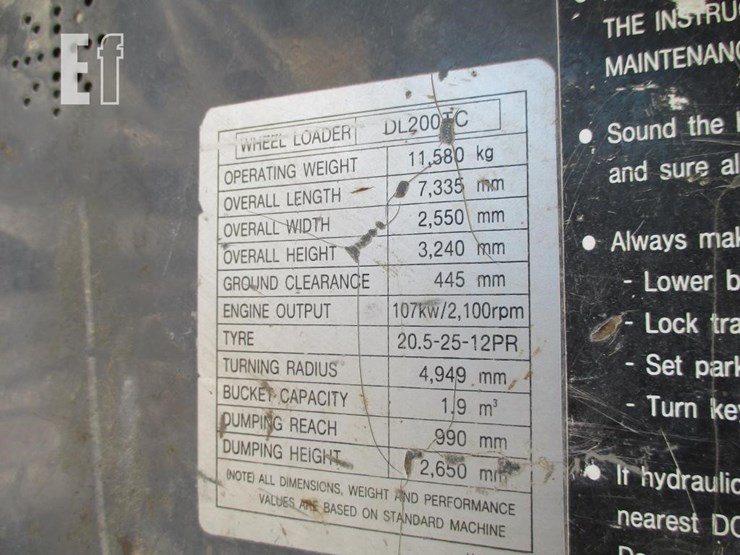 Ef
WHEEL LOADER DL200TC
OPERATING WEIGHT 11,580 kg
OVERALL LENGTH 7,335 mm
OVERALL WIDTH 2,550 mm
OVERALL HEIGHT 3,240 mm
GROUND CLEARANCE 445 mm
ENGINE OUTPUT 107kw/2,100rpm
TYRE 20.5-25-12PR
TURNING RADIUS 4,949 mm
BUCKET CAPACITY 1.9 m³
DUMPING REACH 990 mm
DUMPING HEIGHT 2,650 mm
(NOTE) ALL DIMENSIONS, WEIGHT AND PERFORMANCE
VALUES ARE BASED ON STANDARD MACHINE
THE INSTRU
MAINTENANC
• Sound the
and sure al
• Always mak
- Lower b
- Lock tra
- Set park
- Turn key
• If hydraulic
nearest DO